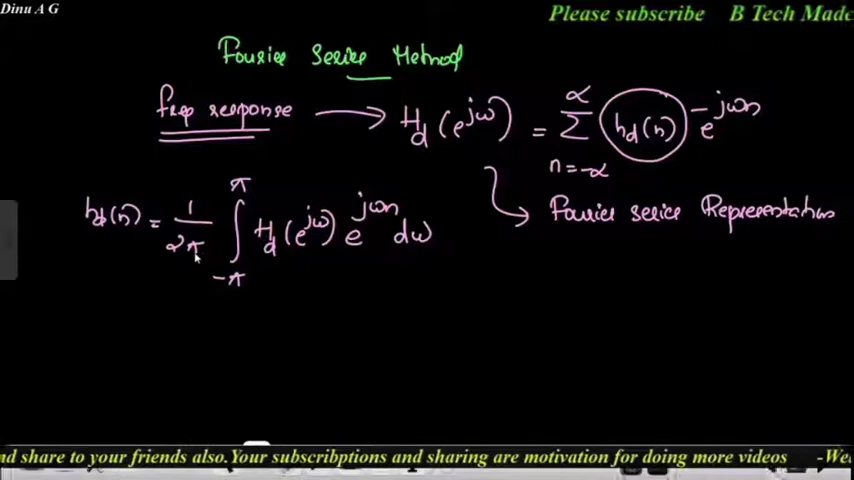 Dinu A G
Please subscribe B Tech Made
Fourier Series Method
freq response → H_d(e^{jω}) = ∑_{n=-∝}^{∝} h_d(n) e^{-jωn}
Fourier series Representation
h_d(n) = 1/2π ∫_{-π}^{π} H_d(e^{jω}) e^{jωn} dω
nd share to your friends also.Your subscribptions and sharing are motivation for doing more videos -We